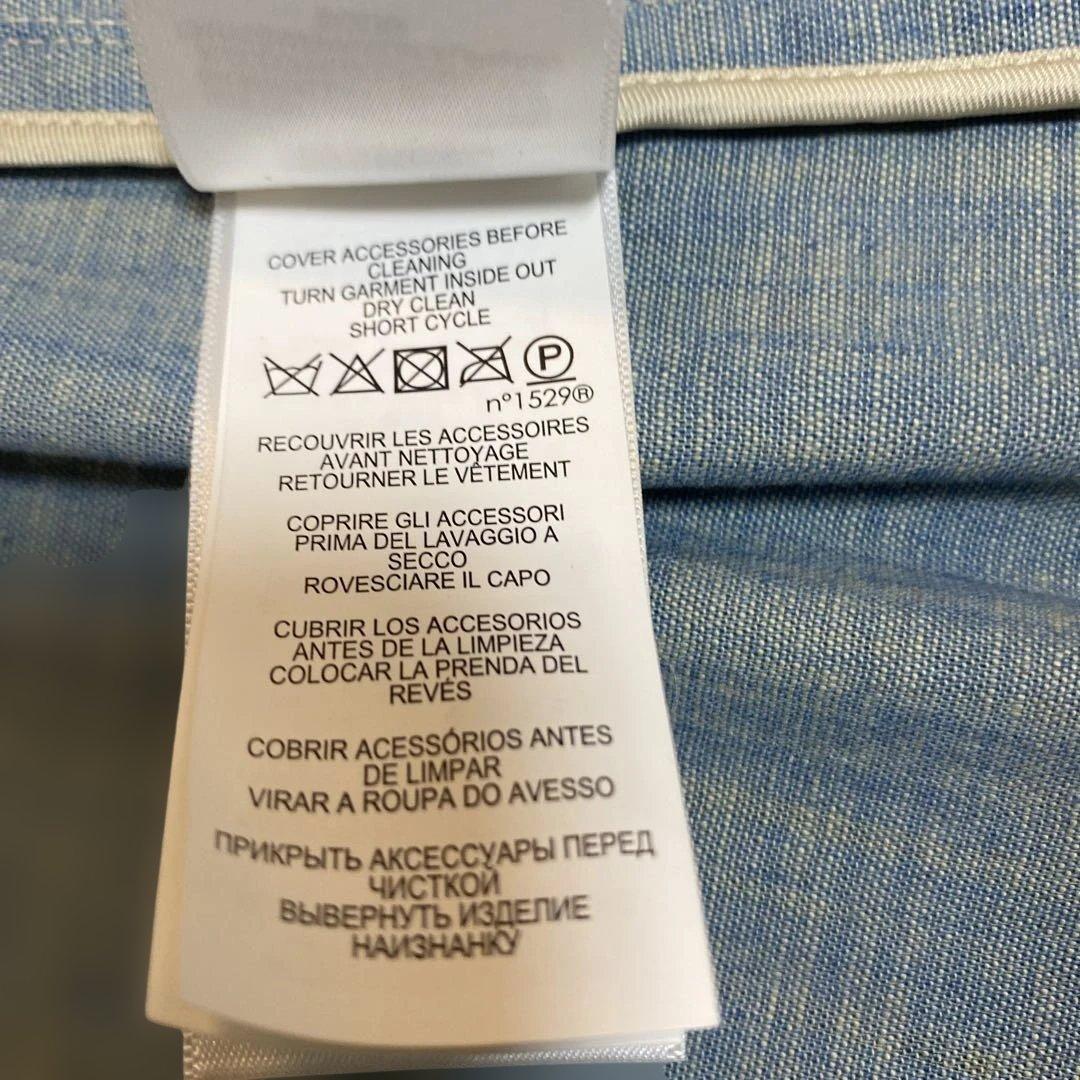 COVER ACCESSORIES BEFORE
CLEANING
TURN GARMENT INSIDE OUT
DRY CLEAN
SHORT CYCLE
P
n°1529®
RECOUVRIR LES ACCESSOIRES
AVANT NETTOYAGE
RETOURNER LE VÊTEMENT
COPRIRE GLI ACCESSORI
PRIMA DEL LAVAGGIO A
SECCO
ROVESCIARE IL CAPO
CUBRIR LOS ACCESORIOS
ANTES DE LA LIMPIEZA
COLOCAR LA PRENDA DEL
REVÉS
COBRIR ACESSÓRIOS ANTES
DE LIMPAR
VIRAR A ROUPA DO AVESSO
ПРИКРЫТЬ АКСЕССУАРЫ ПЕРЕД
ЧИСТКОЙ
ВЫВЕРНУТЬ ИЗДЕЛИЕ
НАИЗНАНКУ